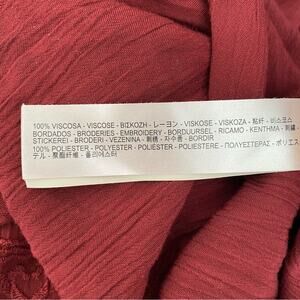 100% VISCOSA - VISCOSE - ΒΙΣΚΟΖΗ - レーヨン - VISKOSE - VISKOZA - 粘纤 - 비스코스
BORDADOS - BRODERIES - EMBROIDERY - BORDUURSEL - RICAMO - ΚΕΝΤΗΜΑ - 刺繍 -
STICKEREI - BRODERI - VEZENINA - 刺绣 - 자수종 - BORDIR
100% POLIESTER - POLYESTER - POLIESTER - POLIESTERE - ΠΟΛΥΕΣΤΕΡΑΣ - ポリエス
テル - 聚酯纤维 - 폴리에스터